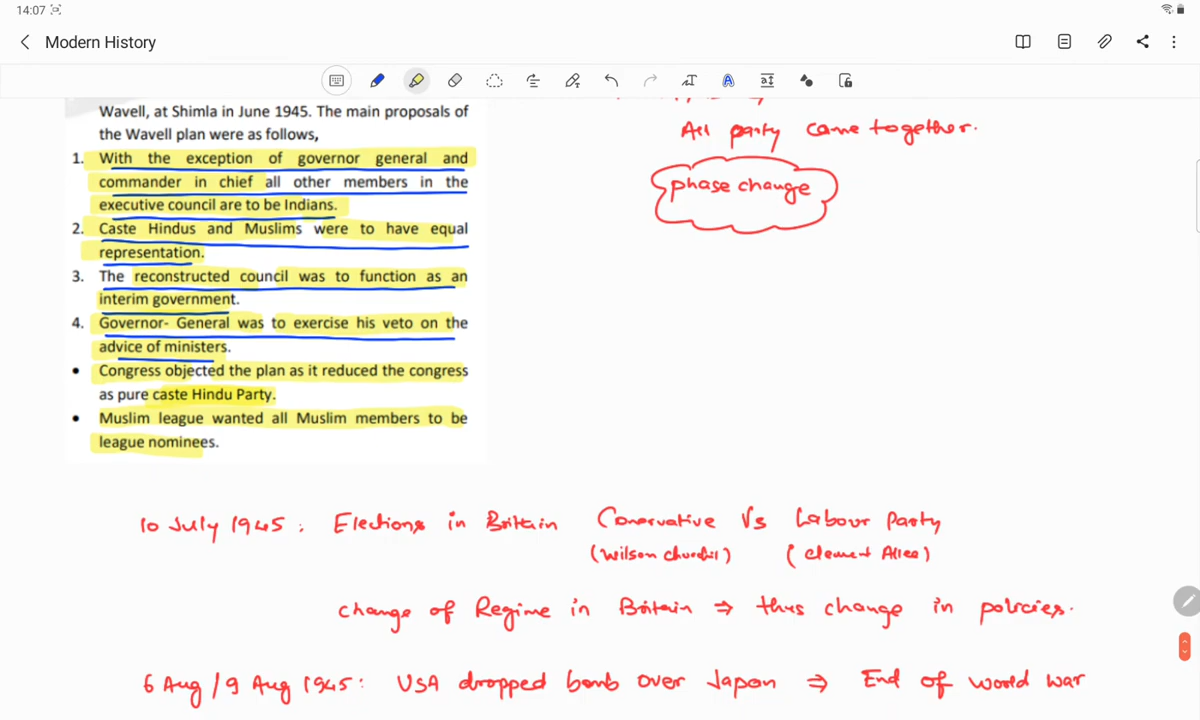 14:07
Modern History
Wavell, at Shimla in June 1945. The main proposals of
the Wavell plan were as follows,
1. With the exception of governor general and
commander in chief all other members in the
executive council are to be Indians.
2. Caste Hindus and Muslims were to have equal
representation.
3. The reconstructed council was to function as an
interim government.
4. Governor- General was to exercise his veto on the
advice of ministers.
• Congress objected the plan as it reduced the congress
as pure caste Hindu Party.
• Muslim league wanted all Muslim members to be
league nominees.
All party came together.
phase change
10 July 1945 : Elections in Britain Conservative Vs Labour Party
(Wilson Churchil) (Clement Atlee)
change of Regime in Britain ⇒ thus change in policies.
6 Aug / 9 Aug 1945: USA dropped bomb over Japan ⇒ End of world war